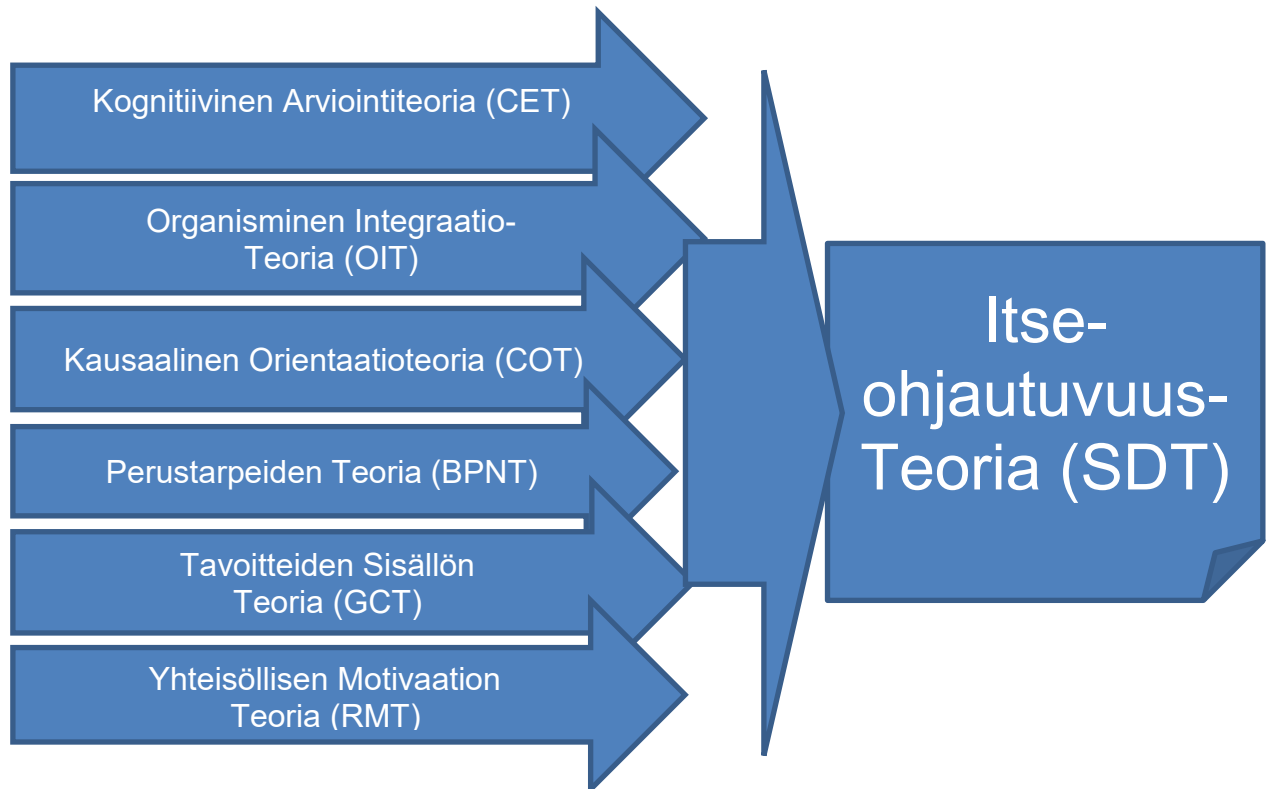 Kognitiivinen Arviointiteoria (CET)
Organisminen Integraatio-
Teoria (OIT)
Kausaalinen Orientaatioteoria (COT)
Perustarpeiden Teoria (BPNT)
Tavoitteiden Sisällön
Teoria (GCT)
Yhteisöllisen Motivaation
Teoria (RMT)
Itse-
ohjautuvuus-
Teoria (SDT)